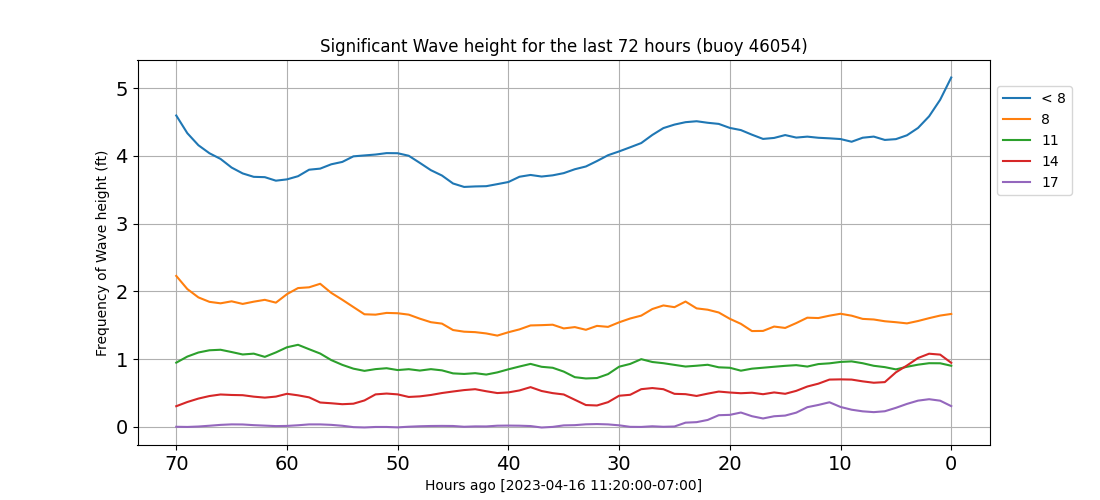 Significant Wave height for the last 72 hours (buoy 46054)
Frequency of Wave height (ft)
5
4
3
2
1
0
70 60 50 40 30 20 10 0
Hours ago [2023-04-16 11:20:00-07:00]
< 8
8
11
14
17